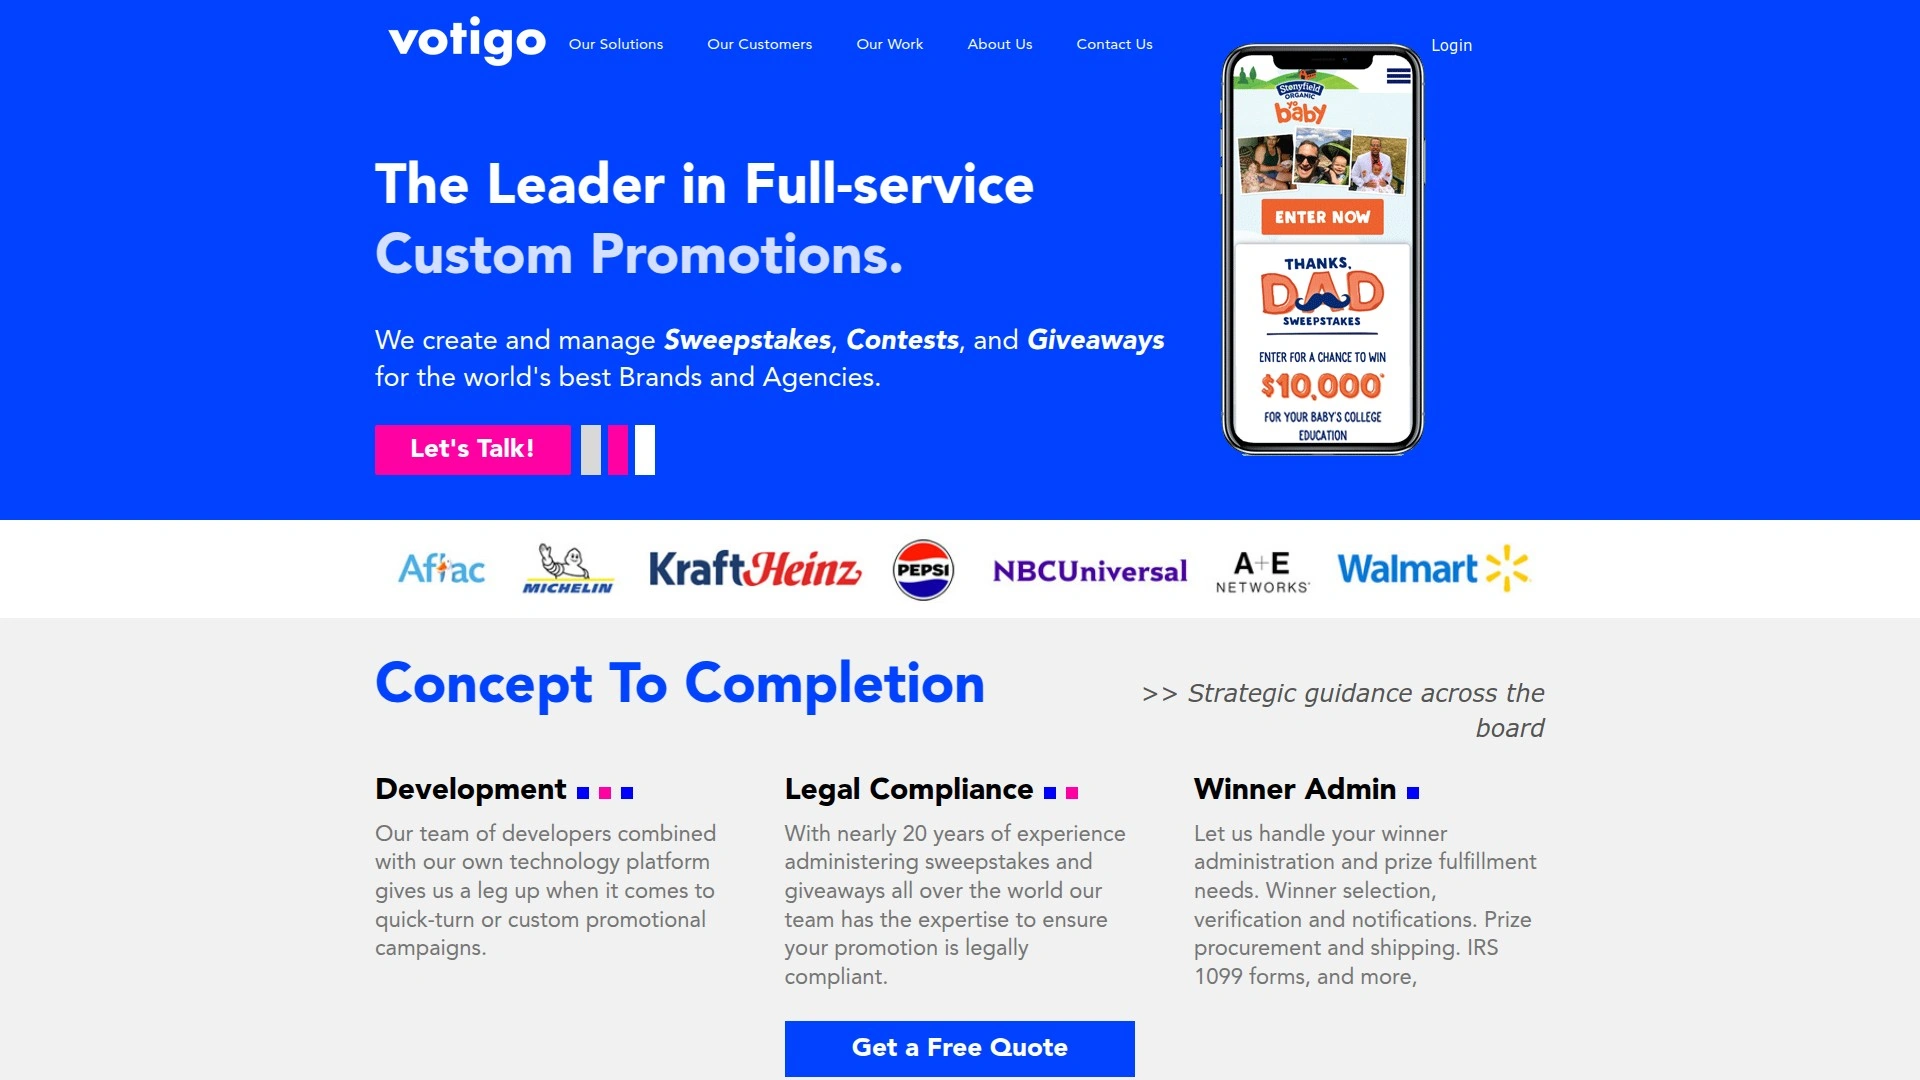 votigo
Our Solutions
Our Customers
Our Work
About Us
Contact Us
Login
The Leader in Full-service
Custom Promotions.
We create and manage Sweepstakes, Contests, and Giveaways
for the world's best Brands and Agencies.
Let's Talk!
Stonyfield
ORGANIC
yo
baby
ENTER NOW
THANKS,
DAD
SWEEPSTAKES
ENTER FOR A CHANCE TO WIN
$10,000*
FOR YOUR BABY'S COLLEGE
EDUCATION
Aflac
MICHELIN
KraftHeinz
PEPSI
NBCUniversal
A+E
NETWORKS
Walmart
Concept To Completion
>> Strategic guidance across the
board
Development
Our team of developers combined
with our own technology platform
gives us a leg up when it comes to
quick-turn or custom promotional
campaigns.
Legal Compliance
With nearly 20 years of experience
administering sweepstakes and
giveaways all over the world our
team has the expertise to ensure
your promotion is legally
compliant.
Winner Admin
Let us handle your winner
administration and prize fulfillment
needs. Winner selection,
verification and notifications. Prize
procurement and shipping. IRS
1099 forms, and more,
Get a Free Quote